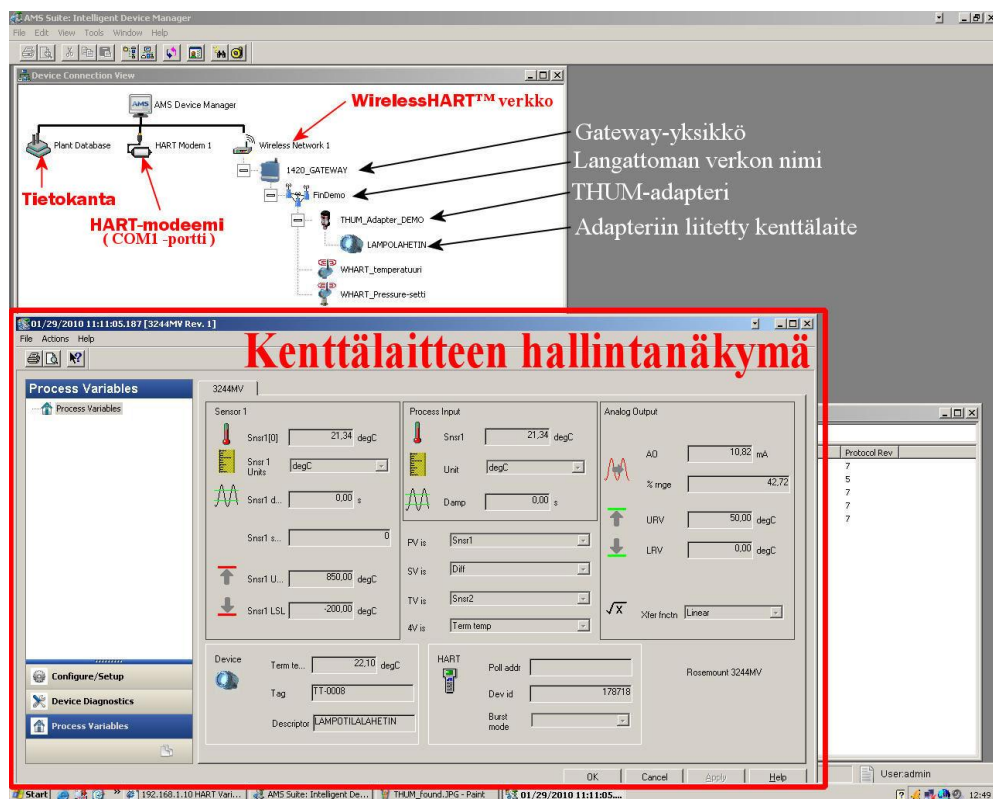 AMS Suite: Intelligent Device Manager
File Edit View Tools Window Help
Device Connection View
AMS
AMS Device Manager
WirelessHART™ verkko
Plant Database
HART Modem 1
Wireless Network 1
Tietokanta
HART-modeemi
( COM1 -portti )
1420_GATEWAY
FinDemo
THUM_Adapter_DEMO
LAMPOLAHETIN
WHART_temperatuuri
WHART_Pressure-setti
Gateway-yksikkö
Langattoman verkon nimi
THUM-adapteri
Adapteriin liitetty kenttälaite
01/29/2010 11:11:05.187 [3244MV Rev. 1]
File Actions Help
Kenttälaitteen hallintanäkymä
Process Variables
Process Variables
Configure/Setup
Device Diagnostics
Process Variables
3244MV
Sensor 1
Snsr1[0] 21,34 degC
Snsr 1 Units degC
Snsr1 d... 0,00 s
Snsr1 s... 0
Snsr1 U... 850,00 degC
Snsr1 LSL -200,00 degC
Process Input
Snsr1 21,34 degC
Unit degC
Damp 0,00 s
PV is Snsr1
SV is Diff
TV is Snsr2
4V is Term temp
Analog Output
AO 10,82 mA
% rnge 42,72
URV 50,00 degC
LRV 0,00 degC
√x Xfer fnctn Linear
Device
Term te... 22,10 degC
Tag TT-0008
Descriptor LAMPOTILALAHETIN
HART
Poll addr
Dev id 178718
Burst mode
Rosemount 3244MV
OK Cancel Apply Help
Protocol Rev
7
5
7
7
7
User:admin
Start » 192.168.1.10 HART Vari... AMS Suite: Intelligent De... THUM_found.JPG - Paint 01/29/2010 11:11:05.... 12:49